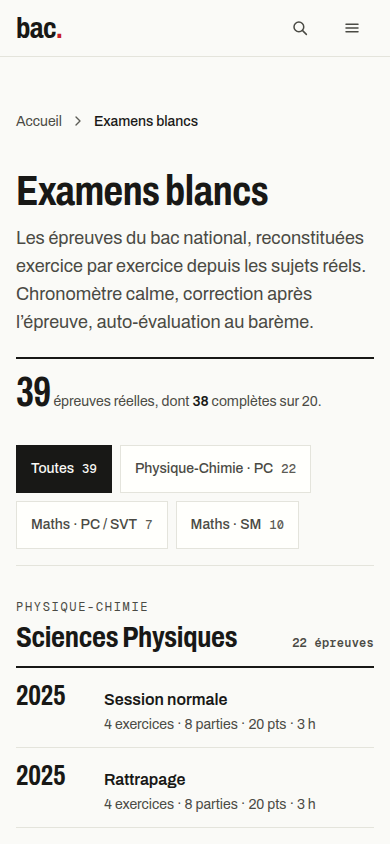 bac.
Accueil > Examens blancs
Examens blancs
Les épreuves du bac national, reconstituées
exercice par exercice depuis les sujets réels.
Chronomètre calme, correction après
l'épreuve, auto-évaluation au barème.
39 épreuves réelles, dont 38 complètes sur 20.
Toutes 39
Physique-Chimie · PC 22
Maths · PC / SVT 7
Maths · SM 10
PHYSIQUE-CHIMIE
Sciences Physiques
22 épreuves
2025
Session normale
4 exercices · 8 parties · 20 pts · 3 h
2025
Rattrapage
4 exercices · 8 parties · 20 pts · 3 h